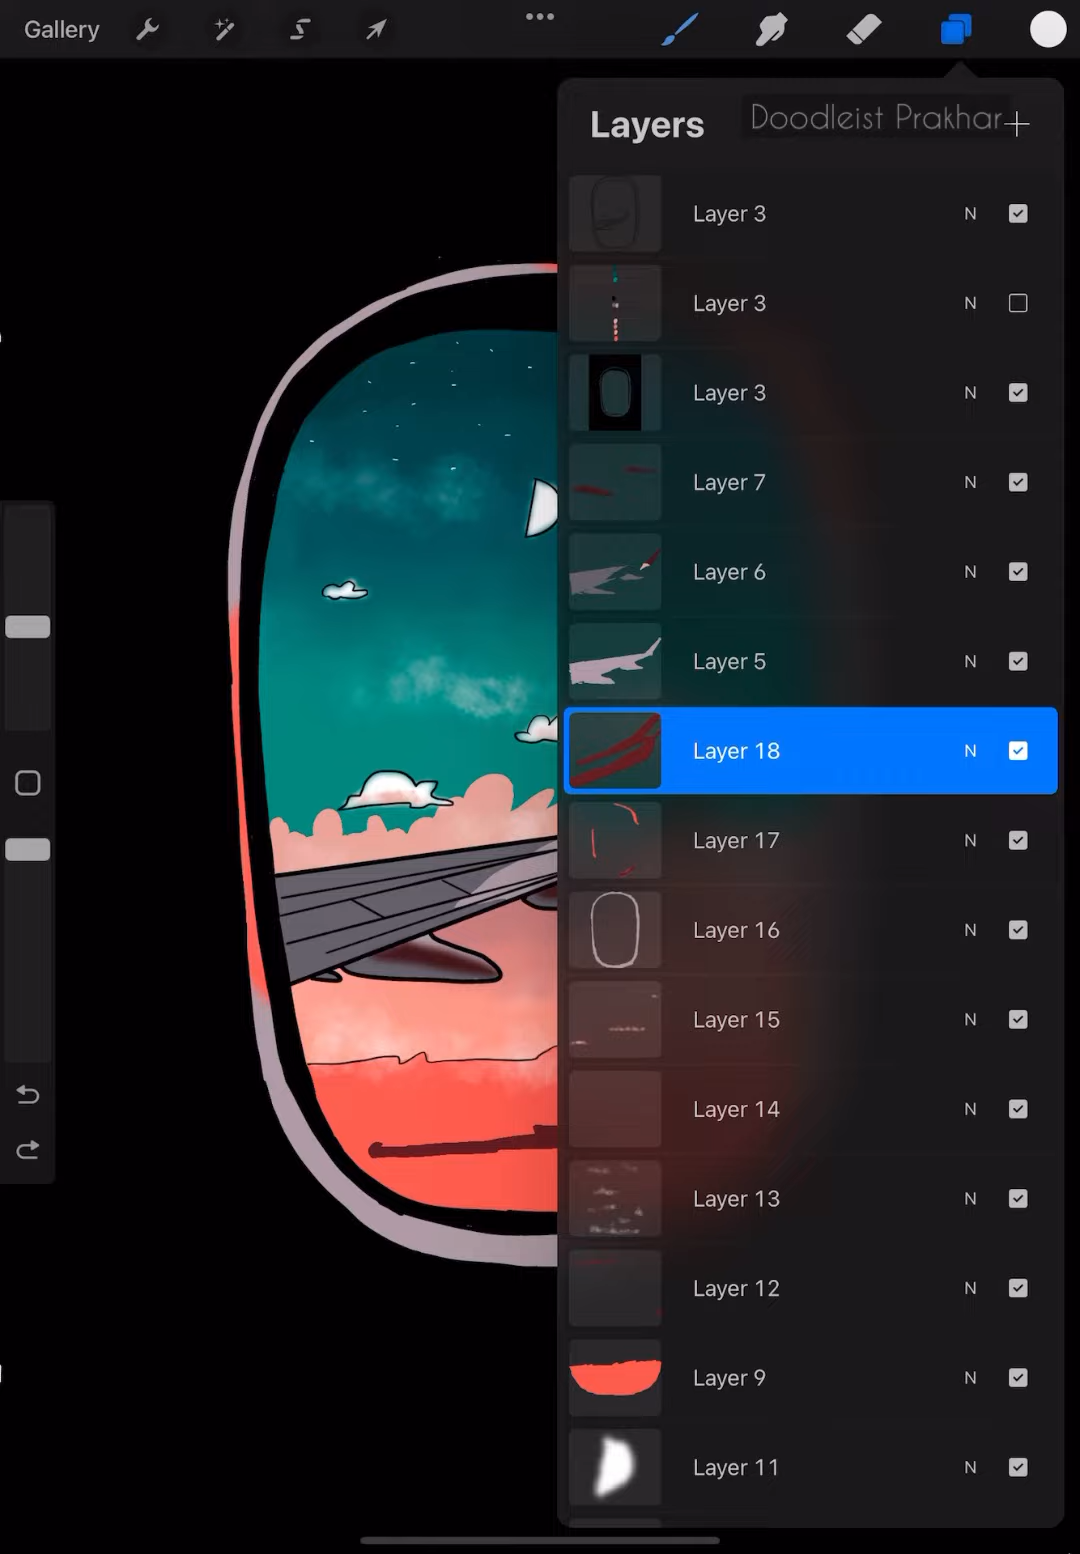 Gallery
Layers
Doodleist Prakhar
Layer 3 N
Layer 3 N
Layer 3 N
Layer 7 N
Layer 6 N
Layer 5 N
Layer 18 N
Layer 17 N
Layer 16 N
Layer 15 N
Layer 14 N
Layer 13 N
Layer 12 N
Layer 9 N
Layer 11 N